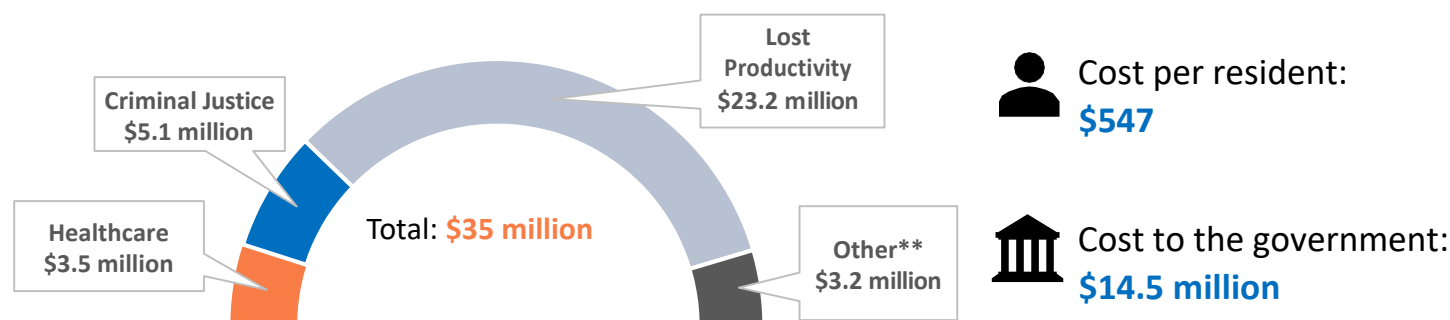 Lost
Productivity
$23.2 million
Criminal Justice
$5.1 million
Healthcare
$3.5 million
Total: $35 million
Other**
$3.2 million
Cost per resident:
$547
Cost to the government:
$14.5 million